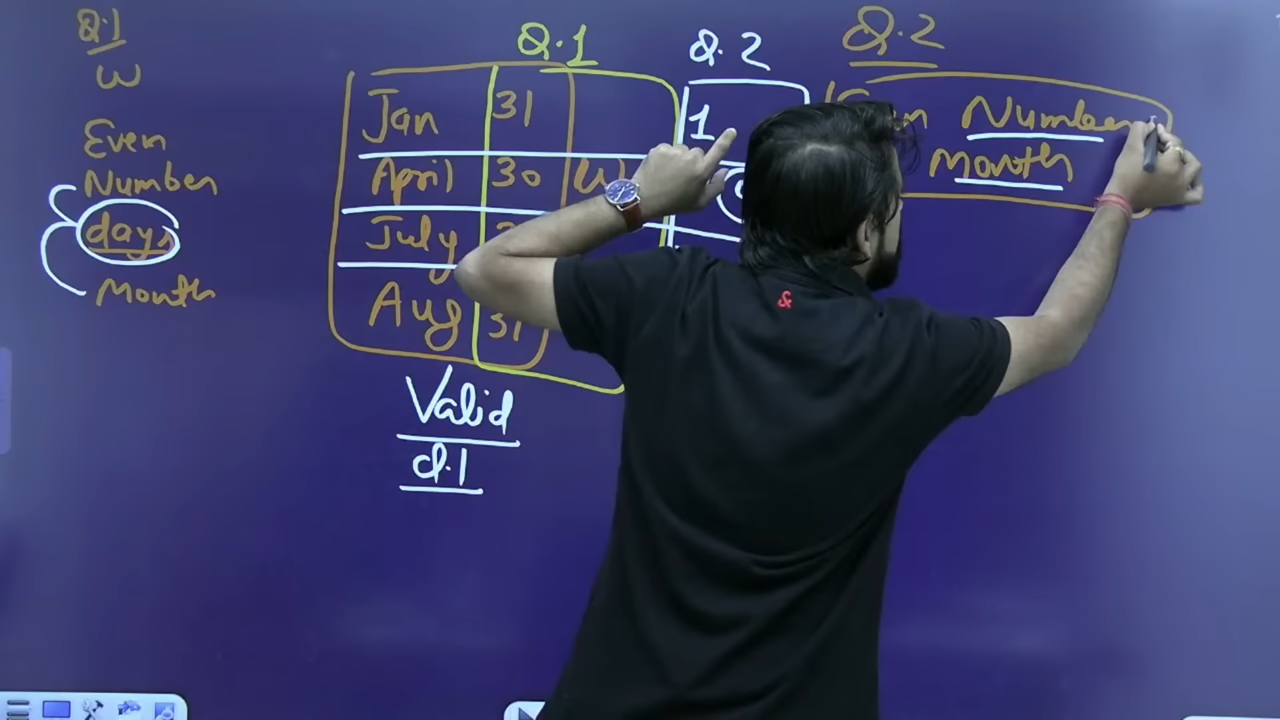 Q.1
W
Even
Number
days
Month
Q.1
Q.2
Jan 31 1
April 30 W
July
Aug 31
Valid
d.1
Q.2
Number
Month